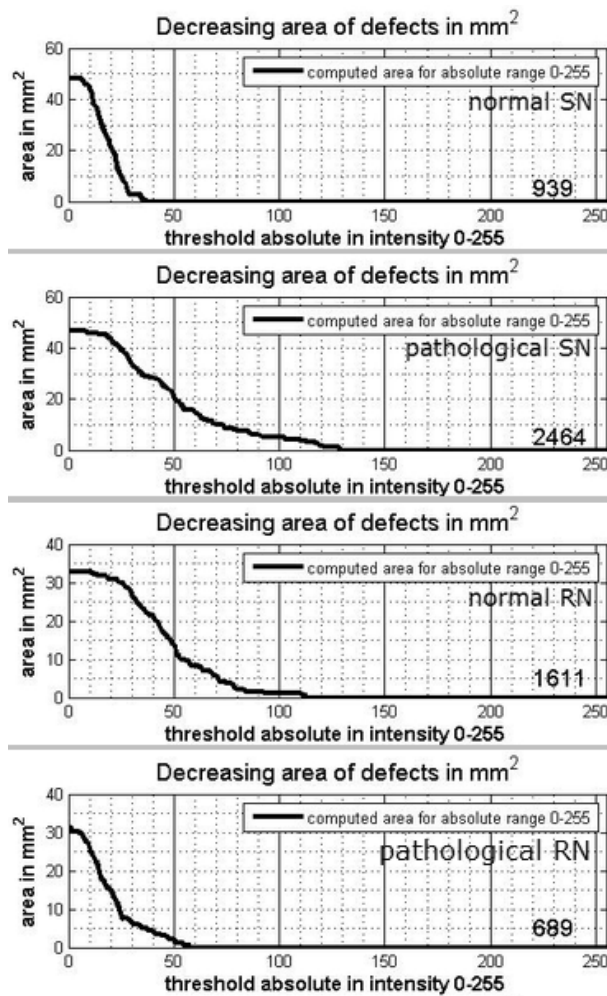 Decreasing area of defects in mm²
60
computed area for absolute range 0-255
normal SN
40
area in mm²
20
939
0
0 50 100 150 200 250
threshold absolute in intensity 0-255
Decreasing area of defects in mm²
60
computed area for absolute range 0-255
pathological SN
40
area in mm²
20
2464
0
0 50 100 150 200 250
threshold absolute in intensity 0-255
Decreasing area of defects in mm²
40
computed area for absolute range 0-255
normal RN
30
area in mm²
20
10
1611
0
0 50 100 150 200 250
threshold absolute in intensity 0-255
Decreasing area of defects in mm²
40
computed area for absolute range 0-255
pathological RN
30
area in mm²
20
10
689
0
0 50 100 150 200 250
threshold absolute in intensity 0-255